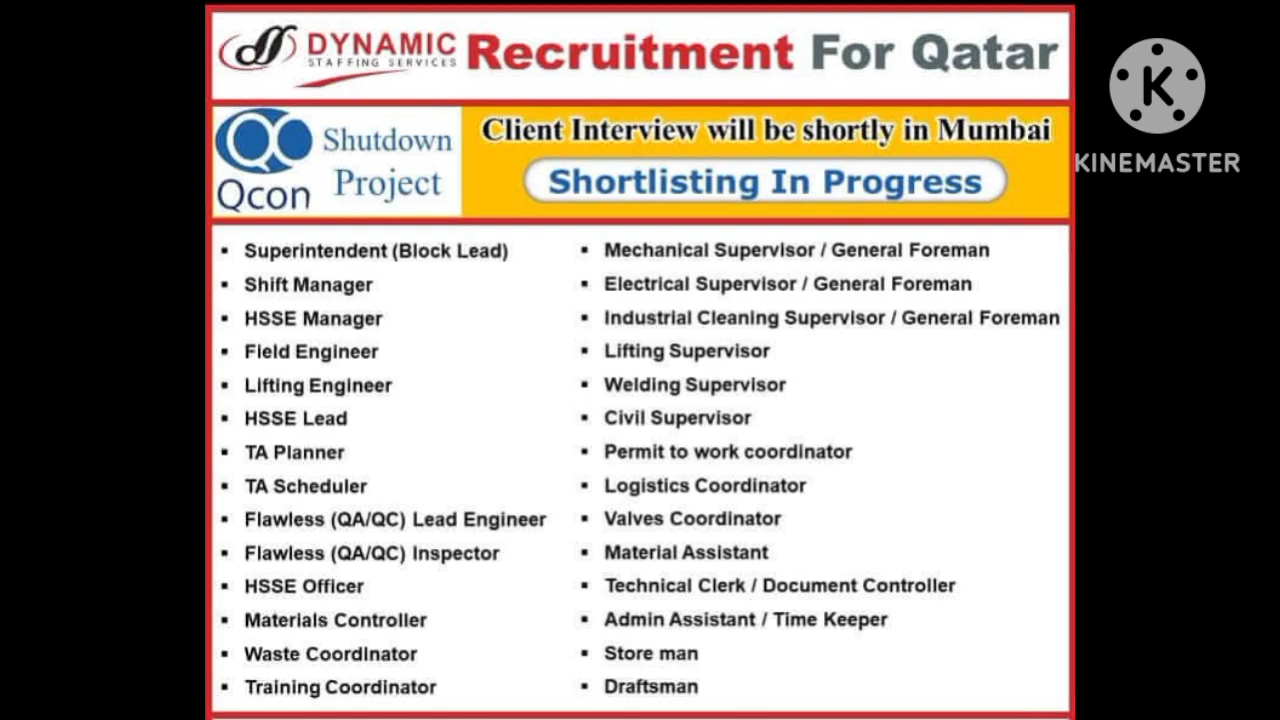 DYNAMIC
STAFFING SERVICES
Recruitment For Qatar
K
KINEMASTER
Qcon
Shutdown
Project
Client Interview will be shortly in Mumbai
Shortlisting In Progress
▪ Superintendent (Block Lead)
▪ Shift Manager
▪ HSSE Manager
▪ Field Engineer
▪ Lifting Engineer
▪ HSSE Lead
▪ TA Planner
▪ TA Scheduler
▪ Flawless (QA/QC) Lead Engineer
▪ Flawless (QA/QC) Inspector
▪ HSSE Officer
▪ Materials Controller
▪ Waste Coordinator
▪ Training Coordinator
▪ Mechanical Supervisor / General Foreman
▪ Electrical Supervisor / General Foreman
▪ Industrial Cleaning Supervisor / General Foreman
▪ Lifting Supervisor
▪ Welding Supervisor
▪ Civil Supervisor
▪ Permit to work coordinator
▪ Logistics Coordinator
▪ Valves Coordinator
▪ Material Assistant
▪ Technical Clerk / Document Controller
▪ Admin Assistant / Time Keeper
▪ Store man
▪ Draftsman